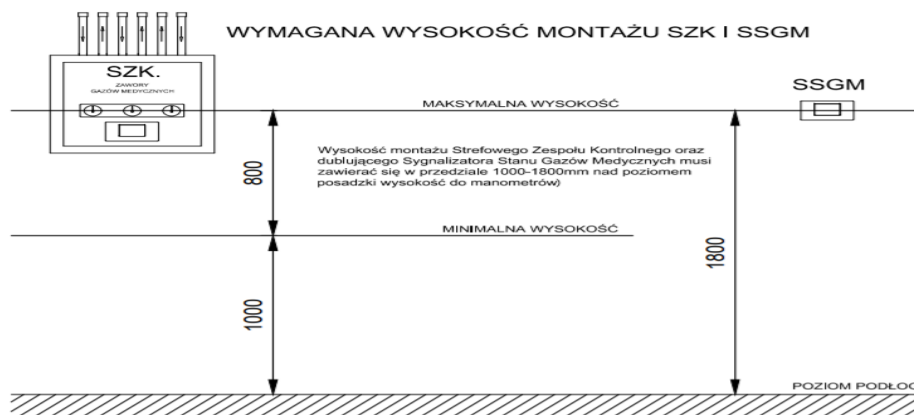 WYMAGANA WYSOKOŚĆ MONTAŻU SZK I SSGM
SZK.
ZAWORY
GAZÓW MEDYCZNYCH
SSGM
MAKSYMALNA WYSOKOŚĆ
Wysokość montażu Strefowego Zespołu Kontrolnego oraz
dublującego Sygnalizatora Stanu Gazów Medycznych musi
zawierać się w przedziale 1000-1800mm nad poziomem
posadzki wysokość do manometrów)
800
MINIMALNA WYSOKOŚĆ
1800
1000
POZIOM PODŁOG